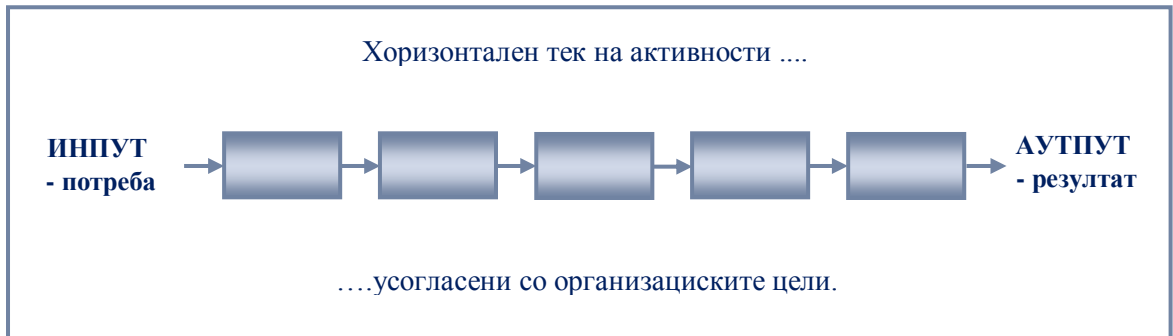 Хоризонтален тек на активности ....
ИНПУТ
- потреба
АУТПУТ
- резултат
….усогласени со организациските цели.